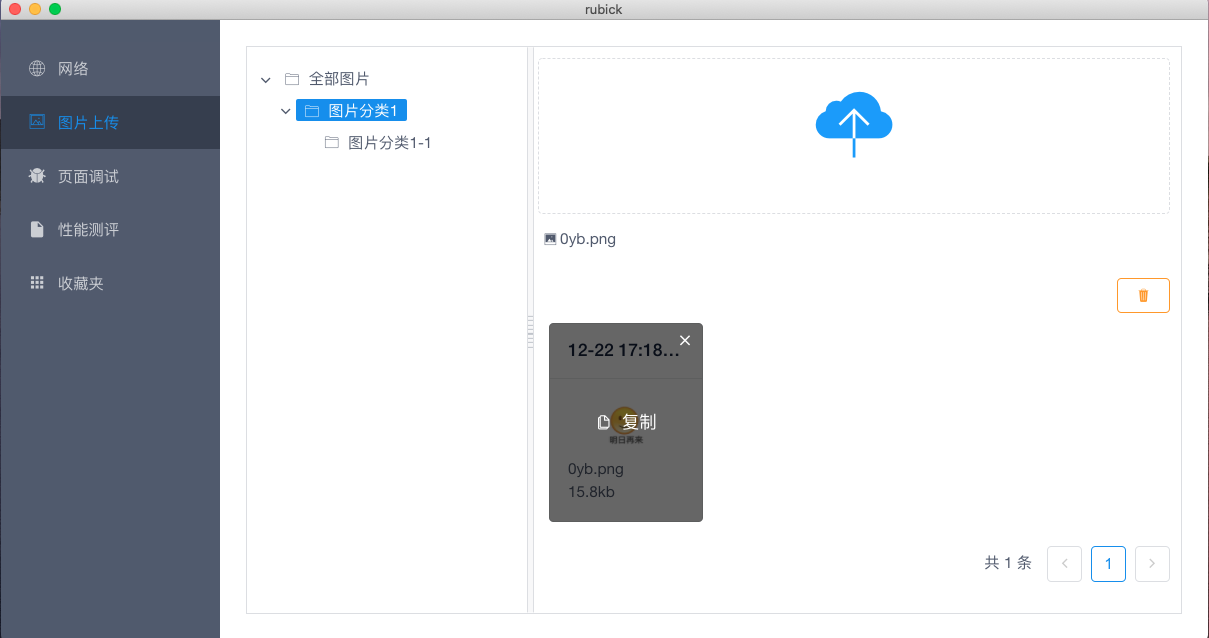 rubick
网络
图片上传
页面调试
性能测评
收藏夹
全部图片
图片分类1
图片分类1-1
0yb.png
12-22 17:18...
复制
明日再来
0yb.png
15.8kb
共 1 条
1